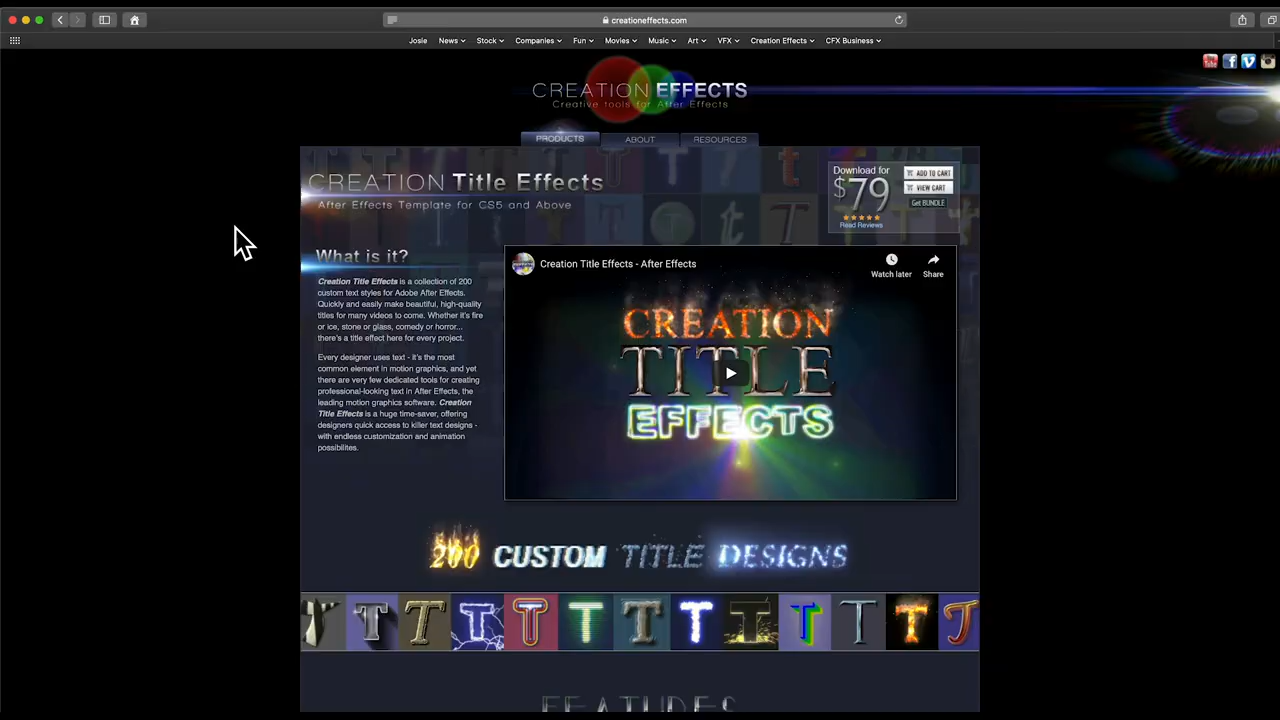 creationeffects.com
Josie News Stock Companies Fun Movies Music Art VFX Creation Effects CFX Business
You Tube
CREATION EFFECTS
Creative tools for After Effects
PRODUCTS ABOUT RESOURCES
CREATION Title Effects
After Effects Template for CS5 and Above
Download for
$79
ADD TO CART
VIEW CART
Get BUNDLE
Read Reviews
What is it?
Creation Title Effects is a collection of 200
custom text styles for Adobe After Effects.
Quickly and easily make beautiful, high-quality
titles for many videos to come. Whether it's fire
or ice, stone or glass, comedy or horror...
there's a title effect here for every project.
Every designer uses text - it's the most
common element in motion graphics, and yet
there are very few dedicated tools for creating
professional-looking text in After Effects, the
leading motion graphics software. Creation
Title Effects is a huge time-saver, offering
designers quick access to killer text designs -
with endless customization and animation
possibilites.
Creation Title Effects - After Effects
Watch later
Share
CREATION
TITLE
EFFECTS
200 CUSTOM TITLE DESIGNS
T T T T T T T T T T T T T
FEATURES